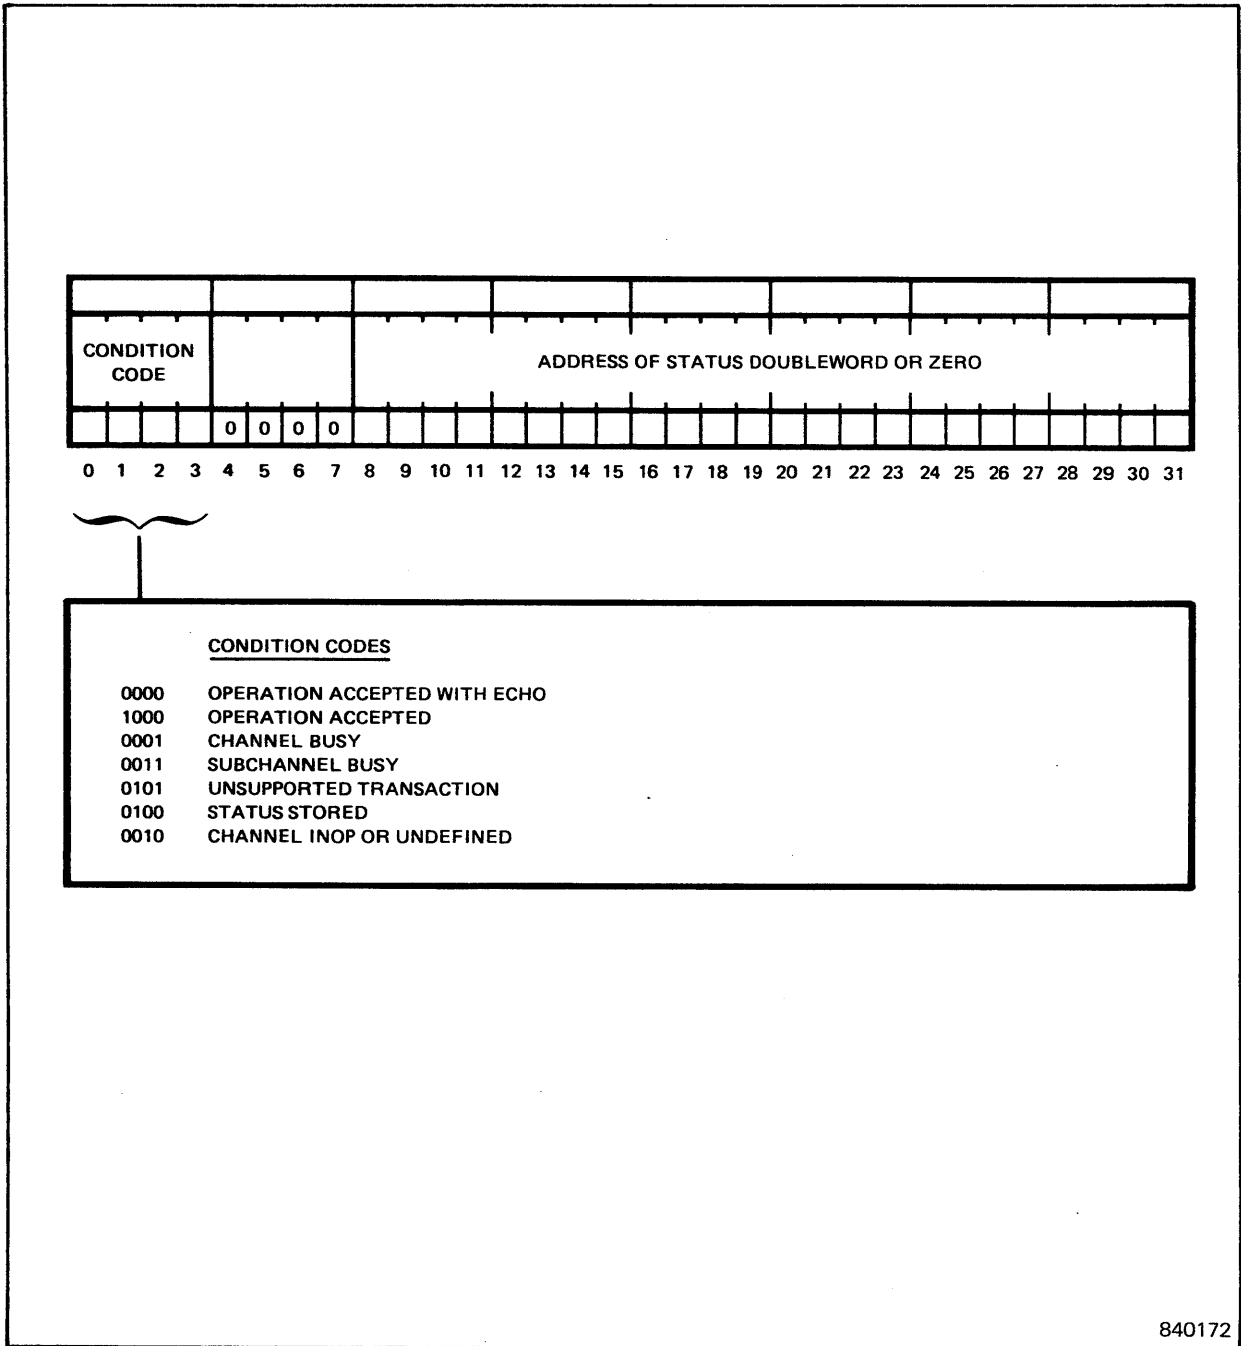 CONDITION
CODE
ADDRESS OF STATUS DOUBLEWORD OR ZERO
0 0 0 0
0 1 2 3 4 5 6 7 8 9 10 11 12 13 14 15 16 17 18 19 20 21 22 23 24 25 26 27 28 29 30 31
CONDITION CODES
0000 OPERATION ACCEPTED WITH ECHO
1000 OPERATION ACCEPTED
0001 CHANNEL BUSY
0011 SUBCHANNEL BUSY
0101 UNSUPPORTED TRANSACTION
0100 STATUS STORED
0010 CHANNEL INOP OR UNDEFINED
840172